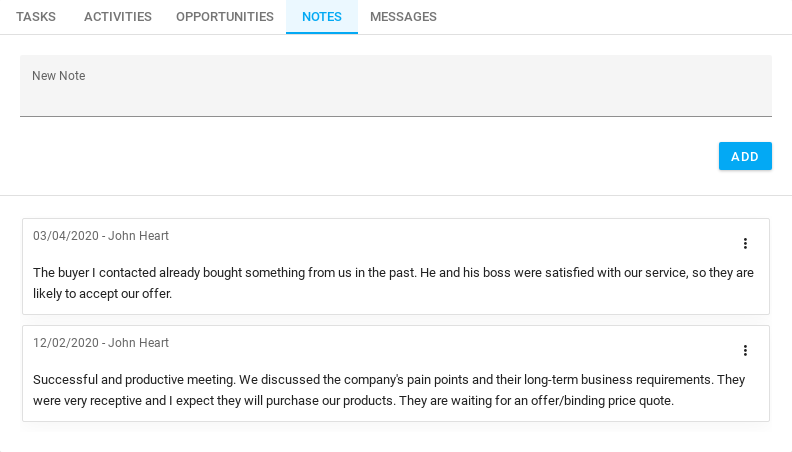 TASKS ACTIVITIES OPPORTUNITIES NOTES MESSAGES
New Note
ADD
03/04/2020 - John Heart
The buyer I contacted already bought something from us in the past. He and his boss were satisfied with our service, so they are
likely to accept our offer.
12/02/2020 - John Heart
Successful and productive meeting. We discussed the company's pain points and their long-term business requirements. They
were very receptive and I expect they will purchase our products. They are waiting for an offer/binding price quote.